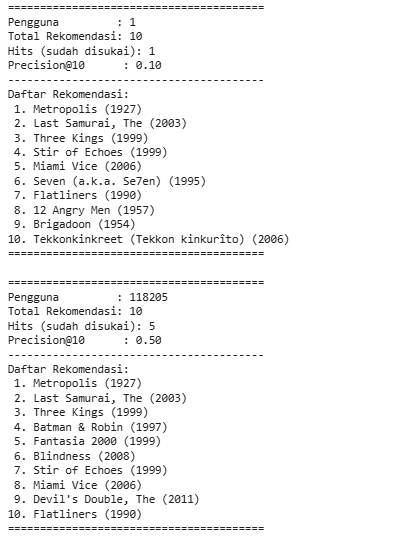 ========================================
Pengguna         : 1
Total Rekomendasi: 10
Hits (sudah disukai): 1
Precision@10      : 0.10
----------------------------------------
Daftar Rekomendasi:
 1. Metropolis (1927)
 2. Last Samurai, The (2003)
 3. Three Kings (1999)
 4. Stir of Echoes (1999)
 5. Miami Vice (2006)
 6. Seven (a.k.a. Se7en) (1995)
 7. Flatliners (1990)
 8. 12 Angry Men (1957)
 9. Brigadoon (1954)
10. Tekkonkinkreet (Tekkon kinkurîto) (2006)
========================================

========================================
Pengguna         : 118205
Total Rekomendasi: 10
Hits (sudah disukai): 5
Precision@10      : 0.50
----------------------------------------
Daftar Rekomendasi:
 1. Metropolis (1927)
 2. Last Samurai, The (2003)
 3. Three Kings (1999)
 4. Batman & Robin (1997)
 5. Fantasia 2000 (1999)
 6. Blindness (2008)
 7. Stir of Echoes (1999)
 8. Miami Vice (2006)
 9. Devil's Double, The (2011)
10. Flatliners (1990)
========================================